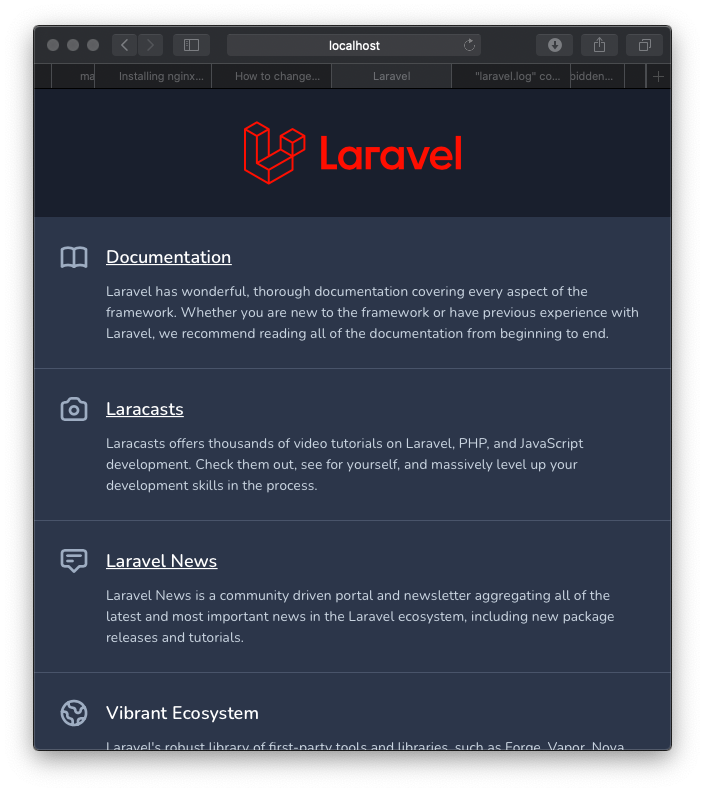 localhost
ma
Installing nginx...
How to change...
Laravel
"laravel.log" co...
bidden...
Laravel
Documentation
Laravel has wonderful, thorough documentation covering every aspect of the
framework. Whether you are new to the framework or have previous experience with
Laravel, we recommend reading all of the documentation from beginning to end.
Laracasts
Laracasts offers thousands of video tutorials on Laravel, PHP, and JavaScript
development. Check them out, see for yourself, and massively level up your
development skills in the process.
Laravel News
Laravel News is a community driven portal and newsletter aggregating all of the
latest and most important news in the Laravel ecosystem, including new package
releases and tutorials.
Vibrant Ecosystem
Laravel's robust library of first-party tools and libraries, such as Forge, Vapor, Nova,